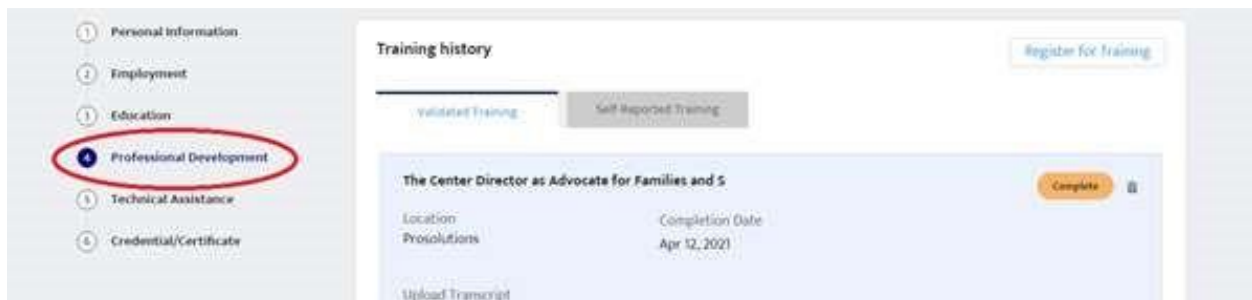 1 Personal Information
2 Employment
3 Education
4 Professional Development
5 Technical Assistance
6 Credential/Certificate
Training history
Register for Training
Validated Training
Self-Reported Training
The Center Director as Advocate for Families and S
Complete
Location
Completion Date
Prosolutions
Apr 12, 2021
Upload Transcript